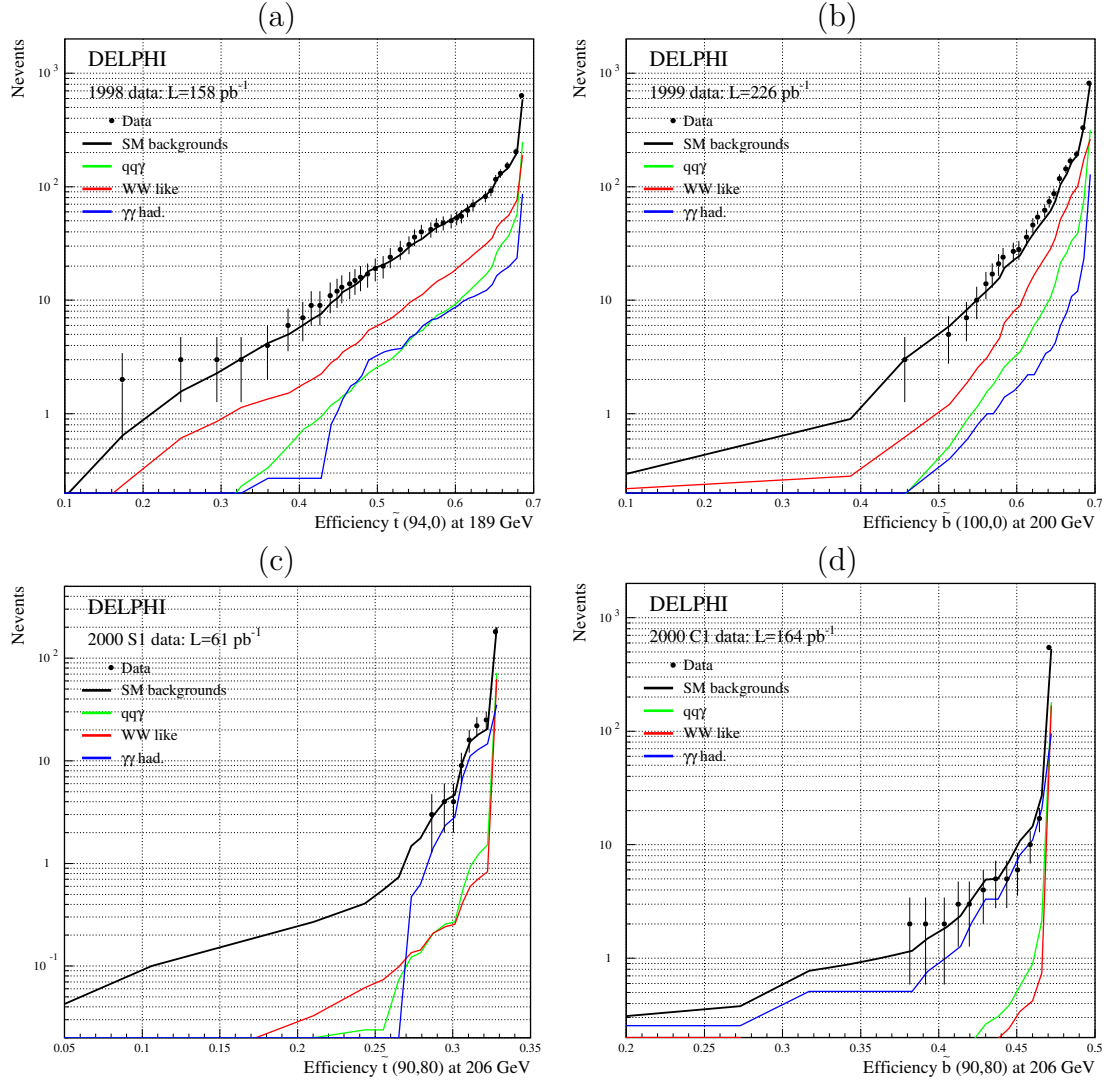 (a)
Nevents
DELPHI
1998 data: L=158 pb⁻¹
Data
SM backgrounds
qqγ
WW like
γγ had.
10³
10²
10
1
0.1 0.2 0.3 0.4 0.5 0.6 0.7
Efficiency t̃ (94,0) at 189 GeV
(b)
Nevents
DELPHI
1999 data: L=226 pb⁻¹
Data
SM backgrounds
qqγ
WW like
γγ had.
10³
10²
10
1
0.1 0.2 0.3 0.4 0.5 0.6 0.7
Efficiency b̃ (100,0) at 200 GeV
(c)
Nevents
DELPHI
2000 S1 data: L=61 pb⁻¹
Data
SM backgrounds
qqγ
WW like
γγ had.
10²
10
1
10⁻¹
0.05 0.1 0.15 0.2 0.25 0.3 0.35
Efficiency t̃ (90,80) at 206 GeV
(d)
Nevents
DELPHI
2000 C1 data: L=164 pb⁻¹
Data
SM backgrounds
qqγ
WW like
γγ had.
10³
10²
10
1
0.2 0.25 0.3 0.35 0.4 0.45 0.5
Efficiency b̃ (90,80) at 206 GeV